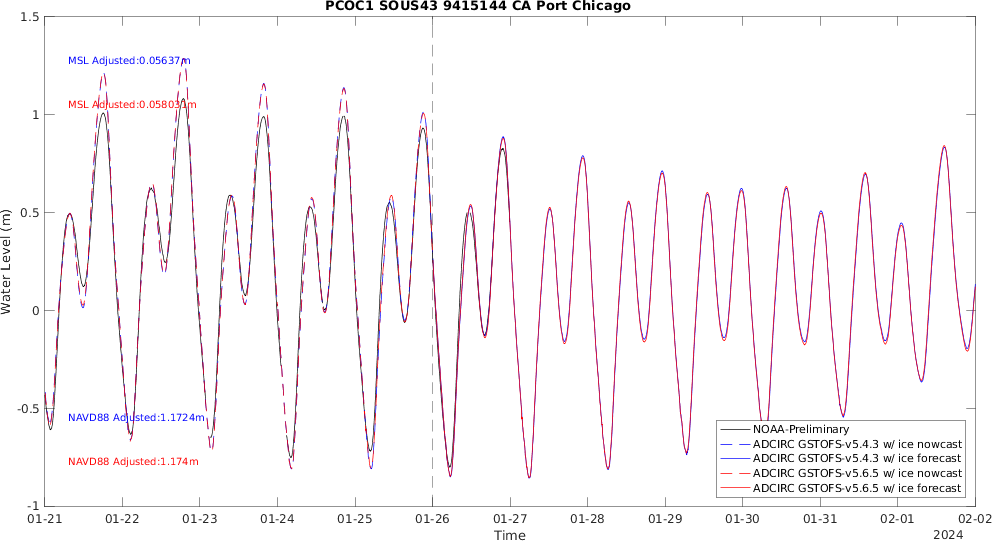 PCOC1 SOUS43 9415144 CA Port Chicago
1.5
1
0.5
0
-0.5
-1
Water Level (m)
MSL Adjusted:0.05637m
MSL Adjusted:0.058031m
NAVD88 Adjusted:1.1724m
NAVD88 Adjusted:1.174m
NOAA-Preliminary
ADCIRC GSTOFS-v5.4.3 w/ ice nowcast
ADCIRC GSTOFS-v5.4.3 w/ ice forecast
ADCIRC GSTOFS-v5.6.5 w/ ice nowcast
ADCIRC GSTOFS-v5.6.5 w/ ice forecast
01-21 01-22 01-23 01-24 01-25 01-26 01-27 01-28 01-29 01-30 01-31 02-01 02-02
Time
2024